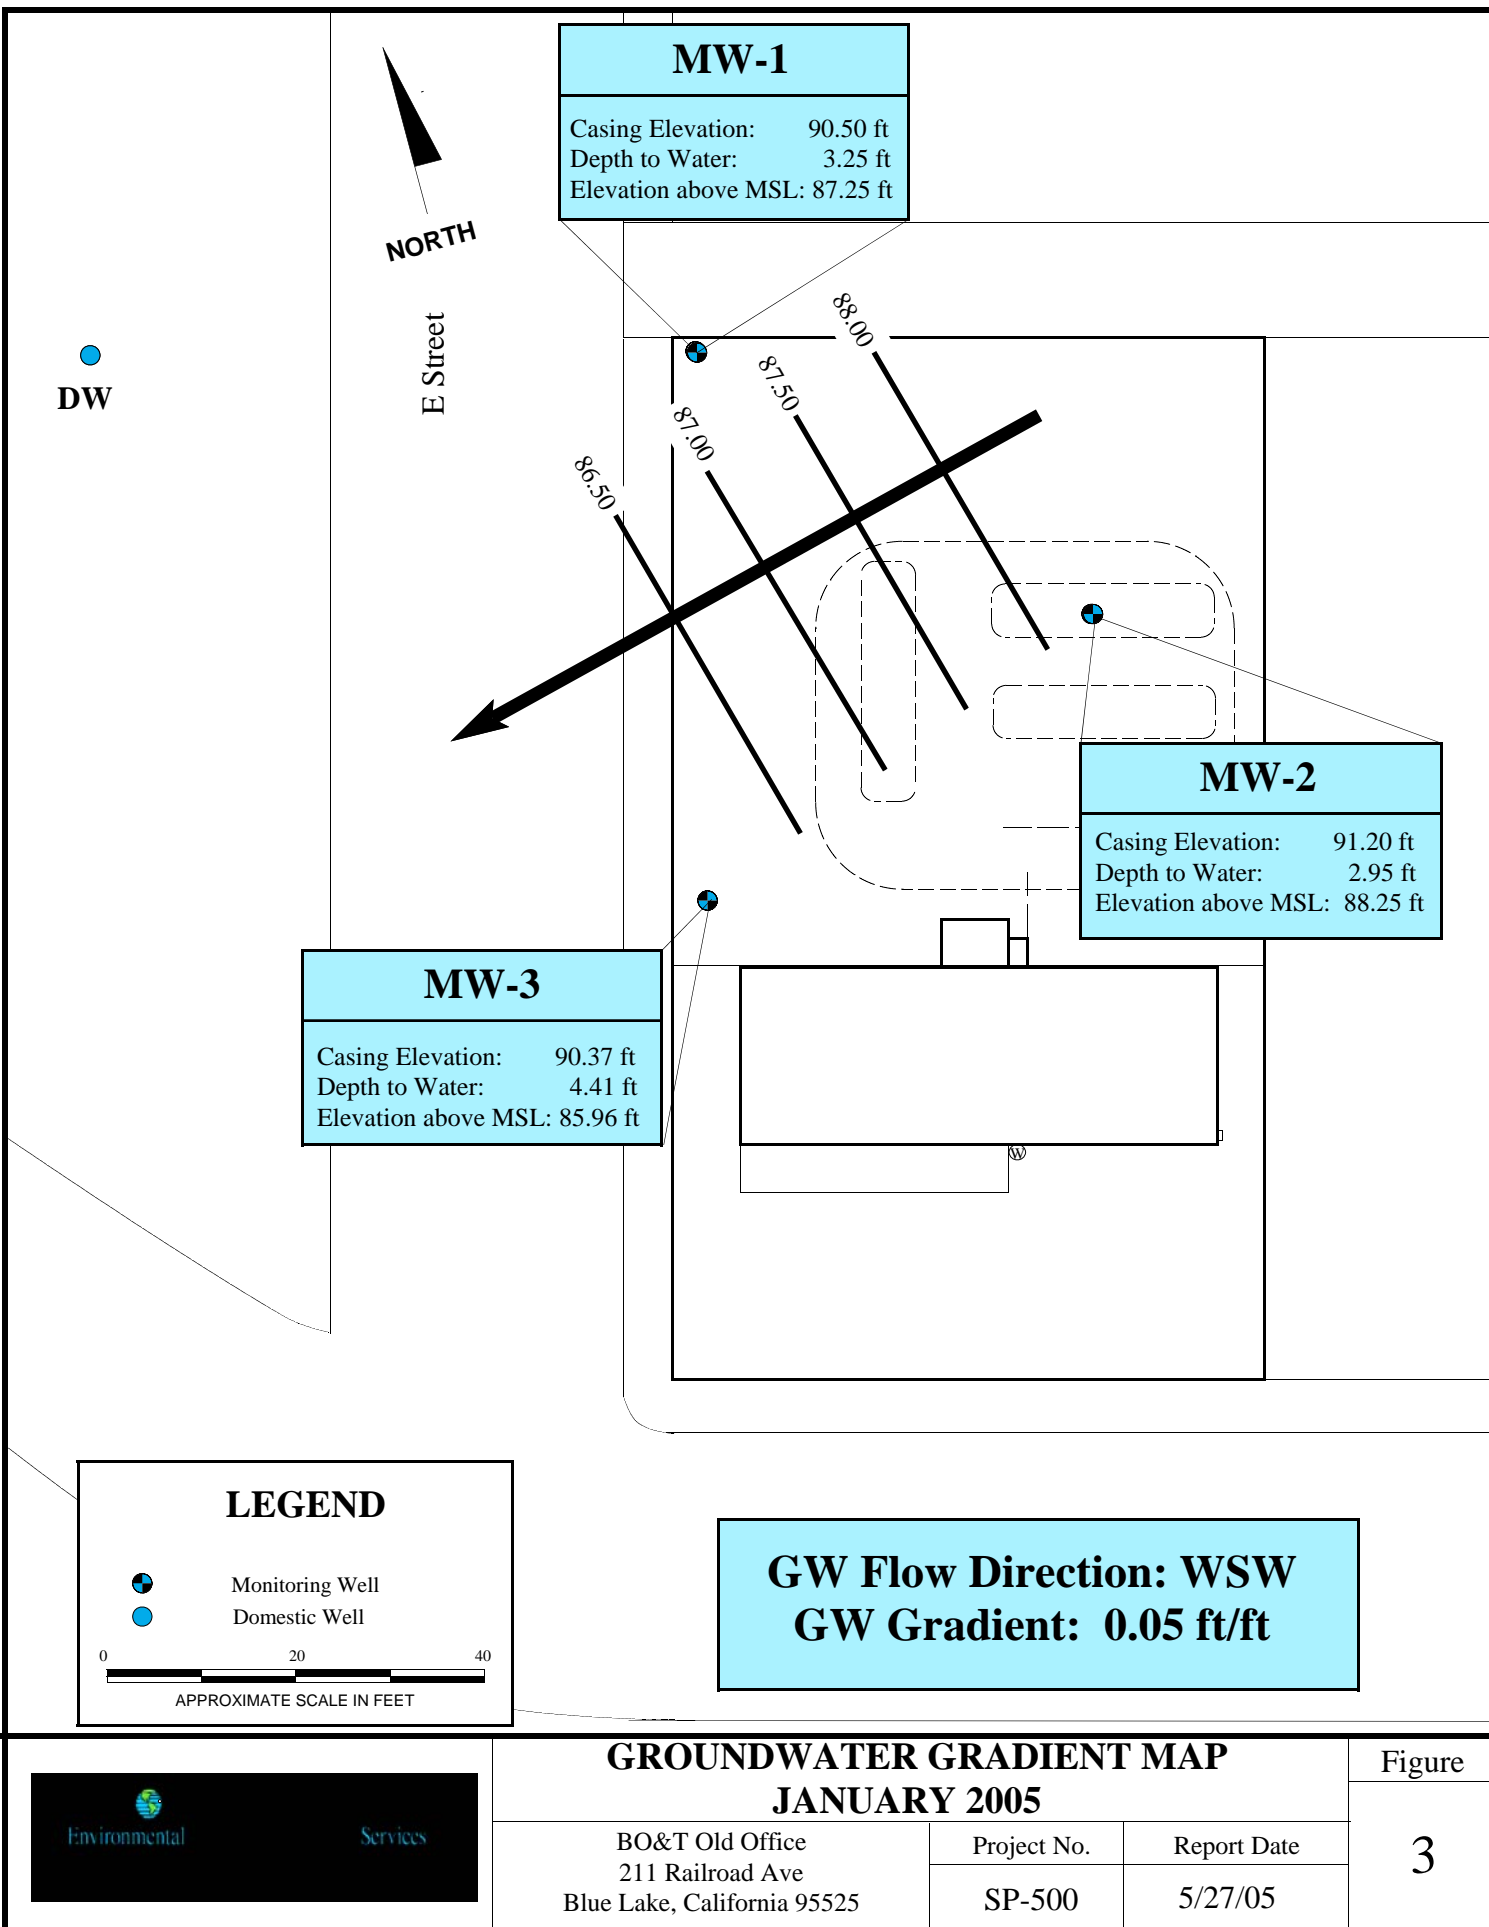 MW-1
Casing Elevation: 90.50 ft
Depth to Water: 3.25 ft
Elevation above MSL: 87.25 ft
NORTH
E Street
DW
88.00
87.50
87.00
86.50
MW-2
Casing Elevation: 91.20 ft
Depth to Water: 2.95 ft
Elevation above MSL: 88.25 ft
MW-3
Casing Elevation: 90.37 ft
Depth to Water: 4.41 ft
Elevation above MSL: 85.96 ft
W
LEGEND
Monitoring Well
Domestic Well
0 20 40
APPROXIMATE SCALE IN FEET
GW Flow Direction: WSW
GW Gradient: 0.05 ft/ft
Environmental Services
GROUNDWATER GRADIENT MAP
JANUARY 2005
BO&T Old Office
211 Railroad Ave
Blue Lake, California 95525
Project No.
SP-500
Report Date
5/27/05
Figure
3